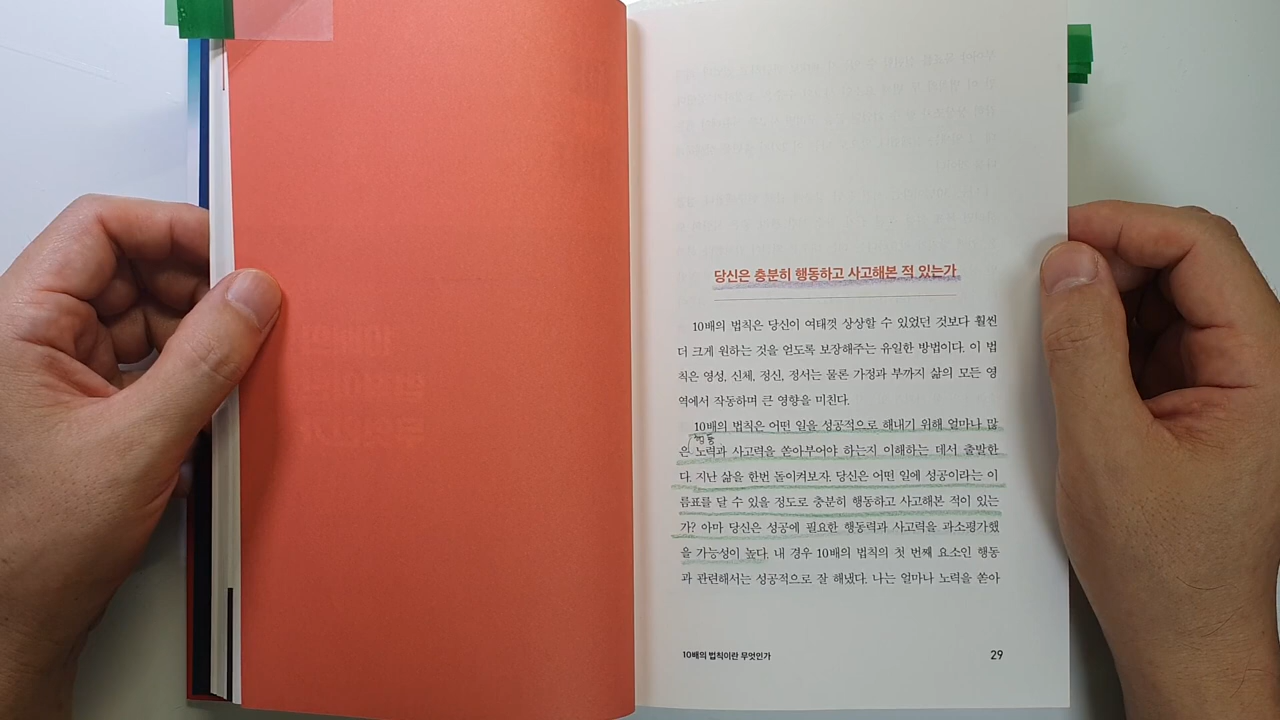 당신은 충분히 행동하고 사고해본 적 있는가
10배의 법칙은 당신이 여태껏 상상할 수 있었던 것보다 훨씬
더 크게 원하는 것을 얻도록 보장해주는 유일한 방법이다. 이 법
칙은 영성, 신체, 정신, 정서는 물론 가정과 부까지 삶의 모든 영
역에서 작동하며 큰 영향을 미친다.
10배의 법칙은 어떤 일을 성공적으로 해내기 위해 얼마나 많
행동
은 노력과 사고력을 쏟아부어야 하는지 이해하는 데서 출발한
다. 지난 삶을 한번 돌이켜보자. 당신은 어떤 일에 성공이라는 이
름표를 달 수 있을 정도로 충분히 행동하고 사고해본 적이 있는
가? 아마 당신은 성공에 필요한 행동력과 사고력을 과소평가했
을 가능성이 높다. 내 경우 10배의 법칙의 첫 번째 요소인 행동
과 관련해서는 성공적으로 잘 해냈다. 나는 얼마나 노력을 쏟아
10배의 법칙이란 무엇인가
29